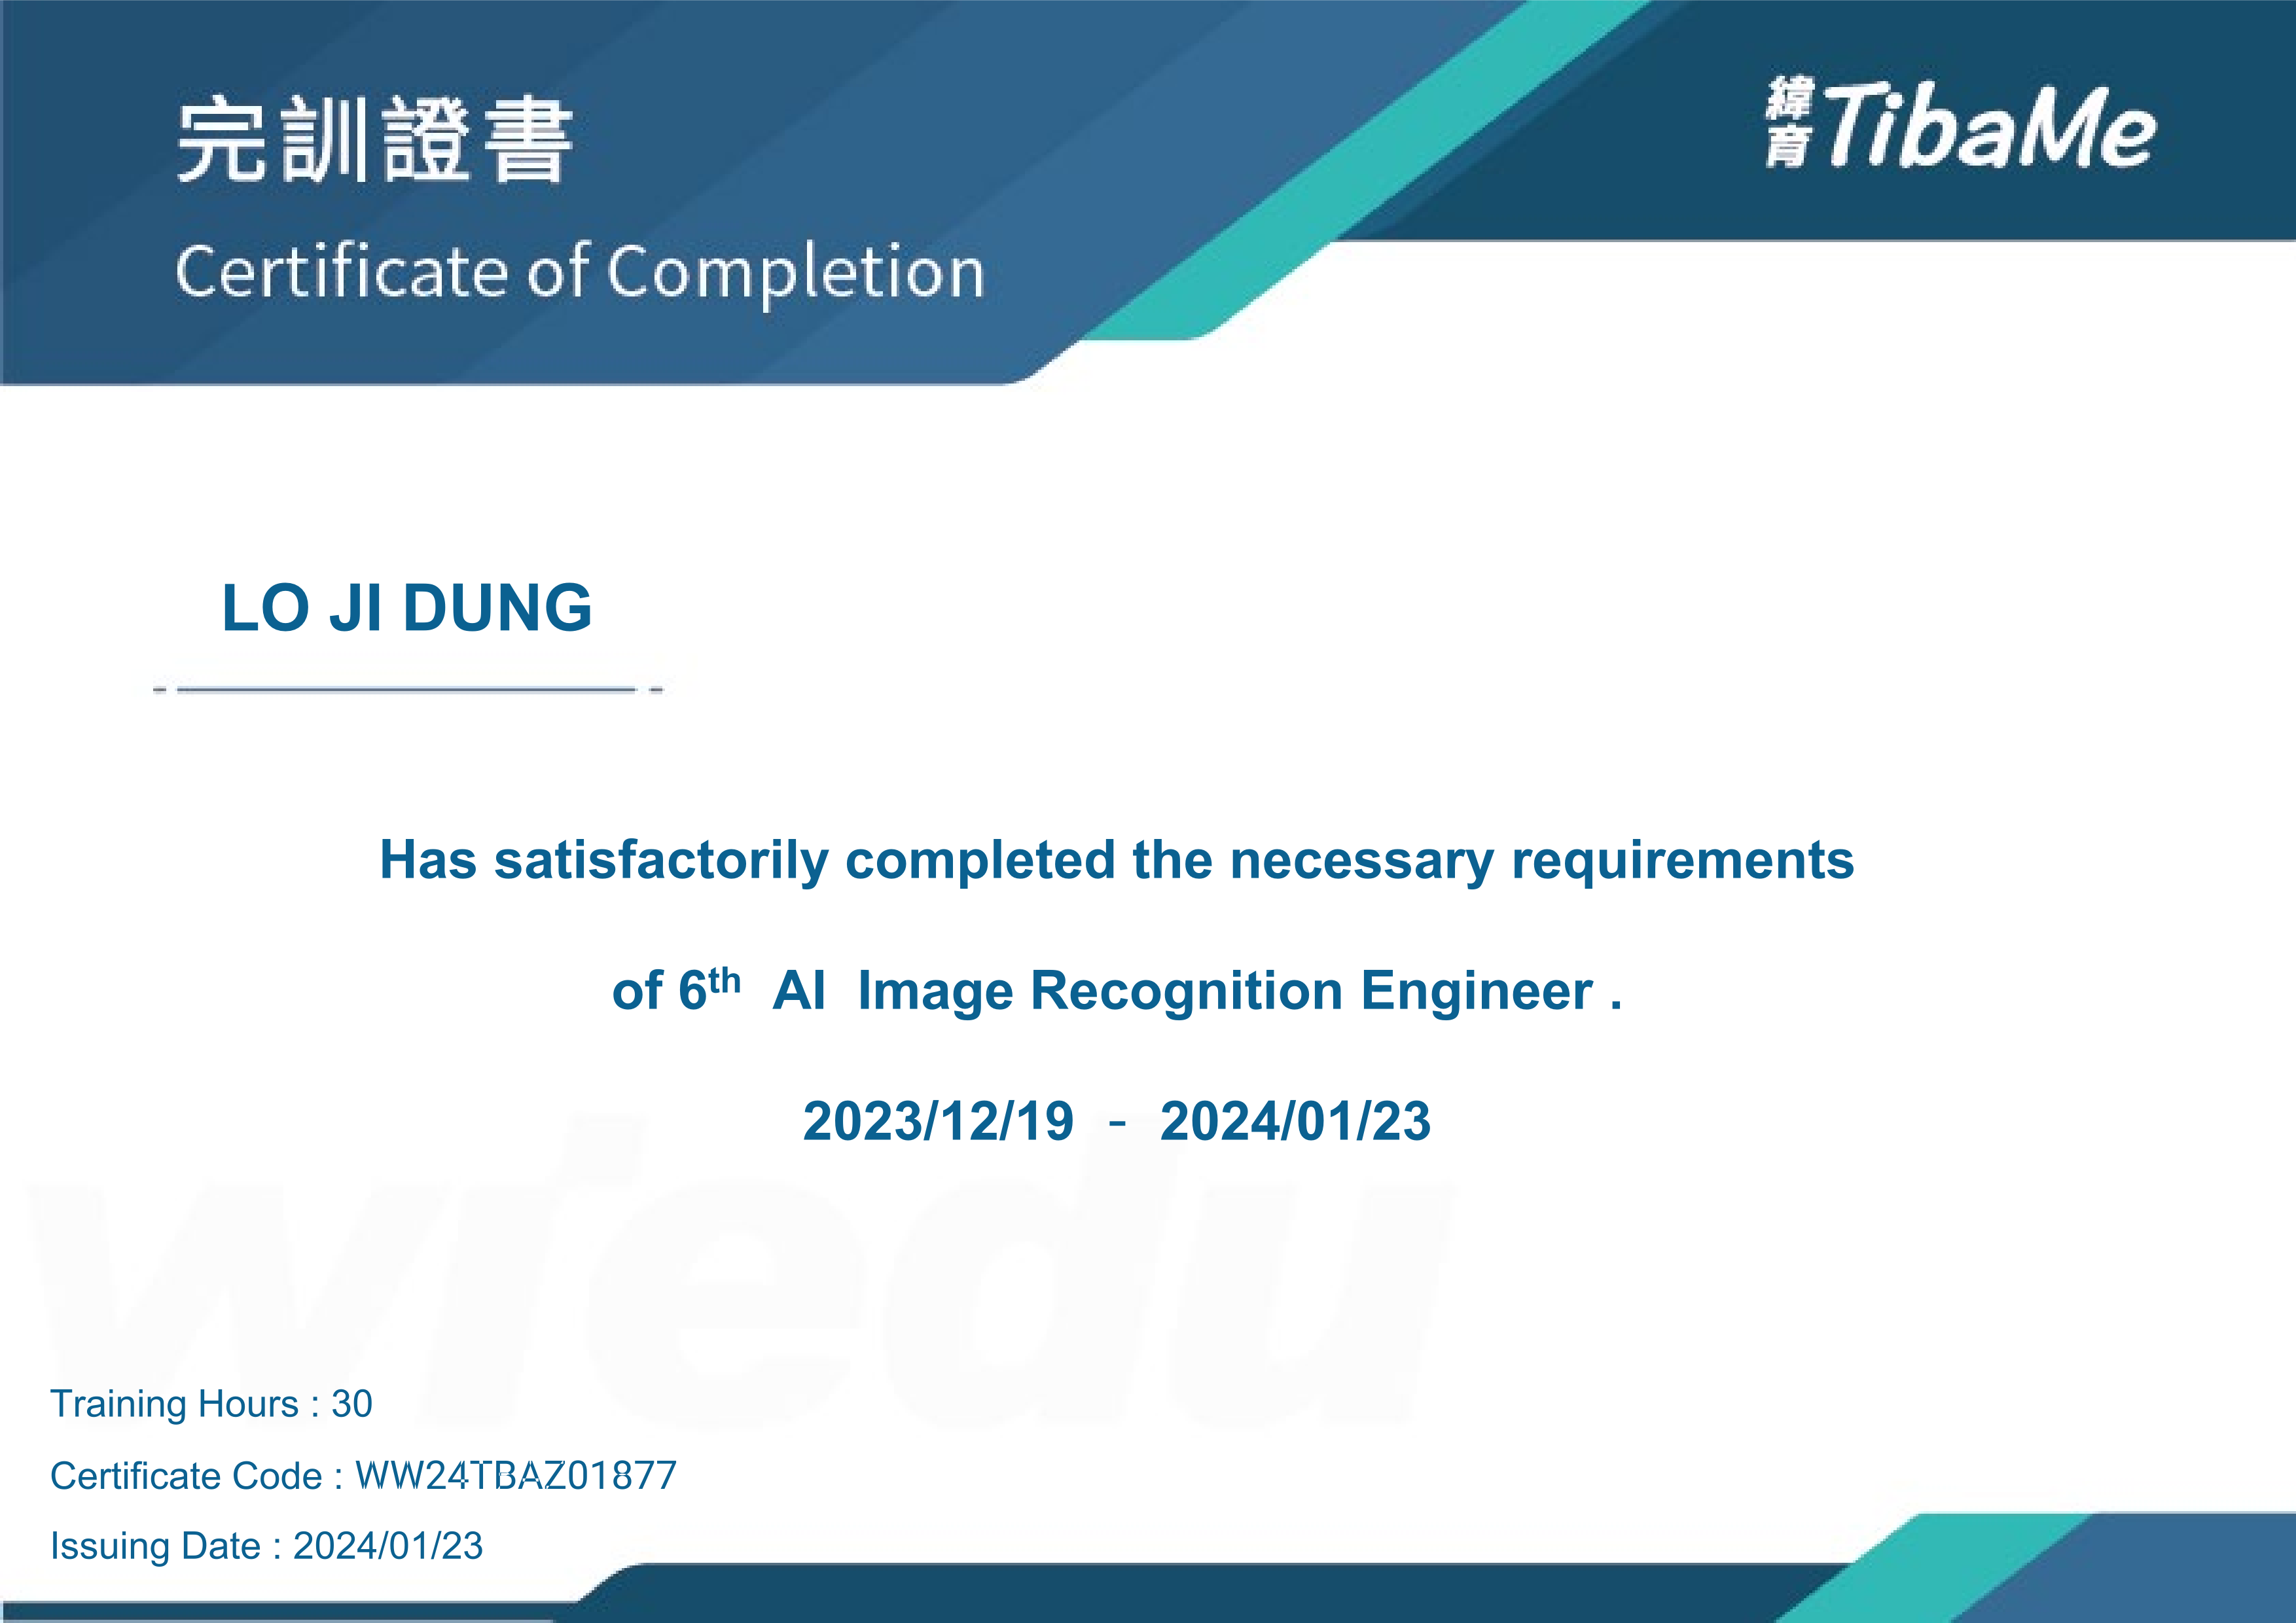 完訓證書
Certificate of Completion
緯育 TibaMe
LO JI DUNG
Has satisfactorily completed the necessary requirements
of 6th AI Image Recognition Engineer .
2023/12/19 - 2024/01/23
wiedu
Training Hours : 30
Certificate Code : WW24TBAZ01877
Issuing Date : 2024/01/23